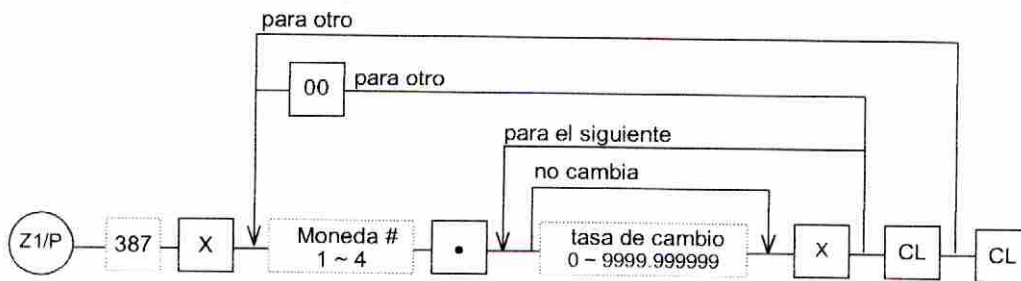 para otro
00 para otro
para el siguiente
no cambia
Z1/P 387 X Moneda # • tasa de cambio X CL CL
1 ~ 4 0 ~ 9999.999999